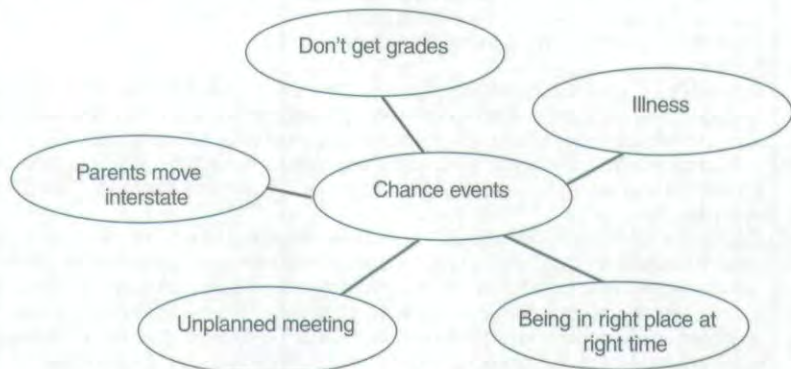 Don't get grades
Illness
Parents move
interstate
Chance events
Unplanned meeting
Being in right place at
right time